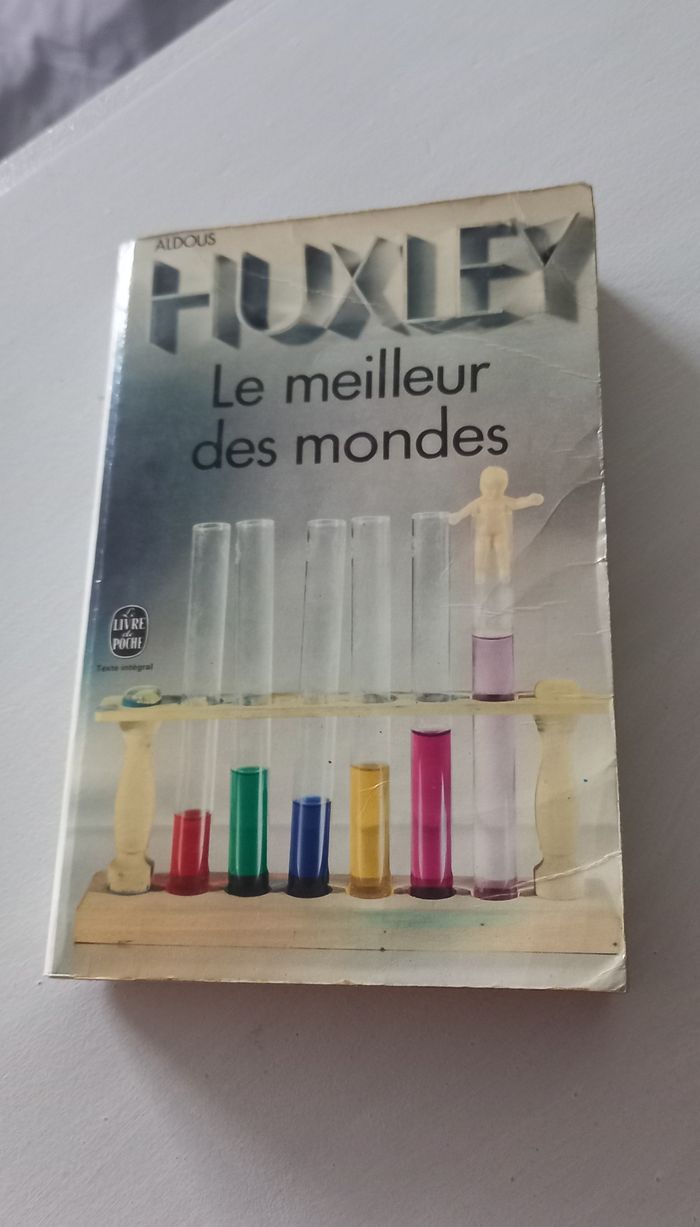 ALDOUS
HUXLEY
Le meilleur
des mondes
Le
LIVRE
de
POCHE
Texte intégral